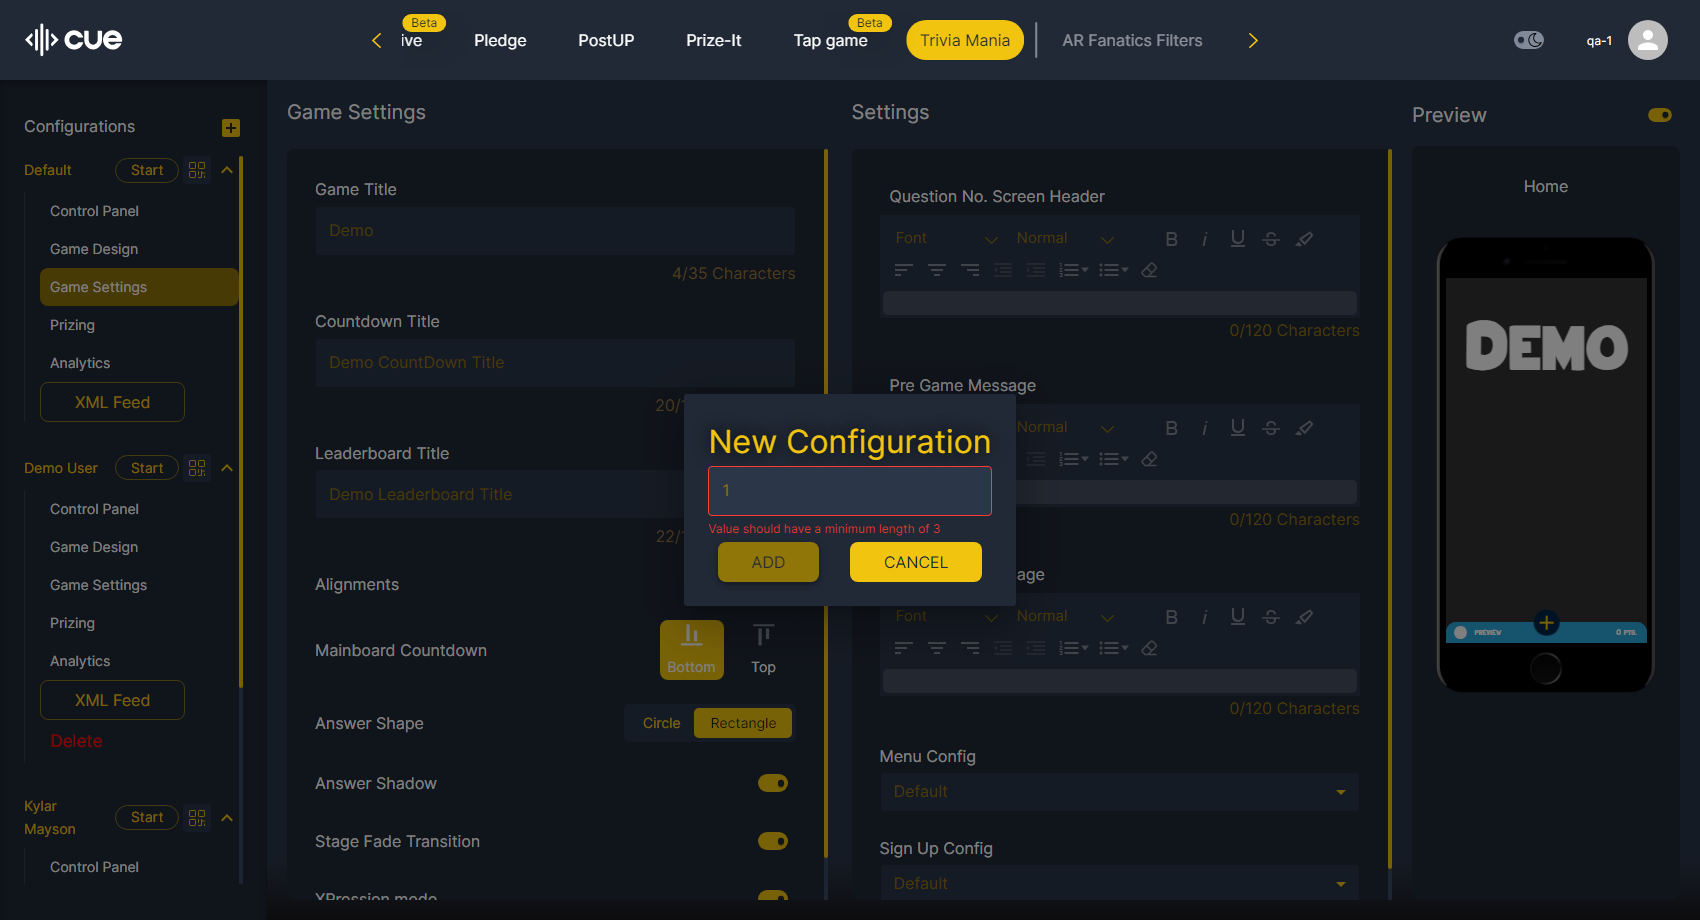 cue
ive
Beta
Pledge
PostUP
Prize-It
Tap game
Beta
Trivia Mania
AR Fanatics Filters
qa-1
Configurations
Default
Start
Control Panel
Game Design
Game Settings
Prizing
Analytics
XML Feed
Demo User
Start
Control Panel
Game Design
Game Settings
Prizing
Analytics
XML Feed
Delete
Kylar
Mayson
Start
Control Panel
Game Settings
Game Title
Demo
4/35 Characters
Countdown Title
Demo CountDown Title
20/
Leaderboard Title
Demo Leaderboard Title
22/
Alignments
Mainboard Countdown
Bottom
Top
Answer Shape
Circle
Rectangle
Answer Shadow
Stage Fade Transition
XPression mode
New Configuration
1
Value should have a minimum length of 3
ADD
CANCEL
Settings
Question No. Screen Header
Font
Normal
B i U S
0/120 Characters
Pre Game Message
Normal
B i U S
0/120 Characters
age
Font
Normal
B i U S
0/120 Characters
Menu Config
Default
Sign Up Config
Default
Preview
Home
DEMO
PREVIEW
0 PTS.